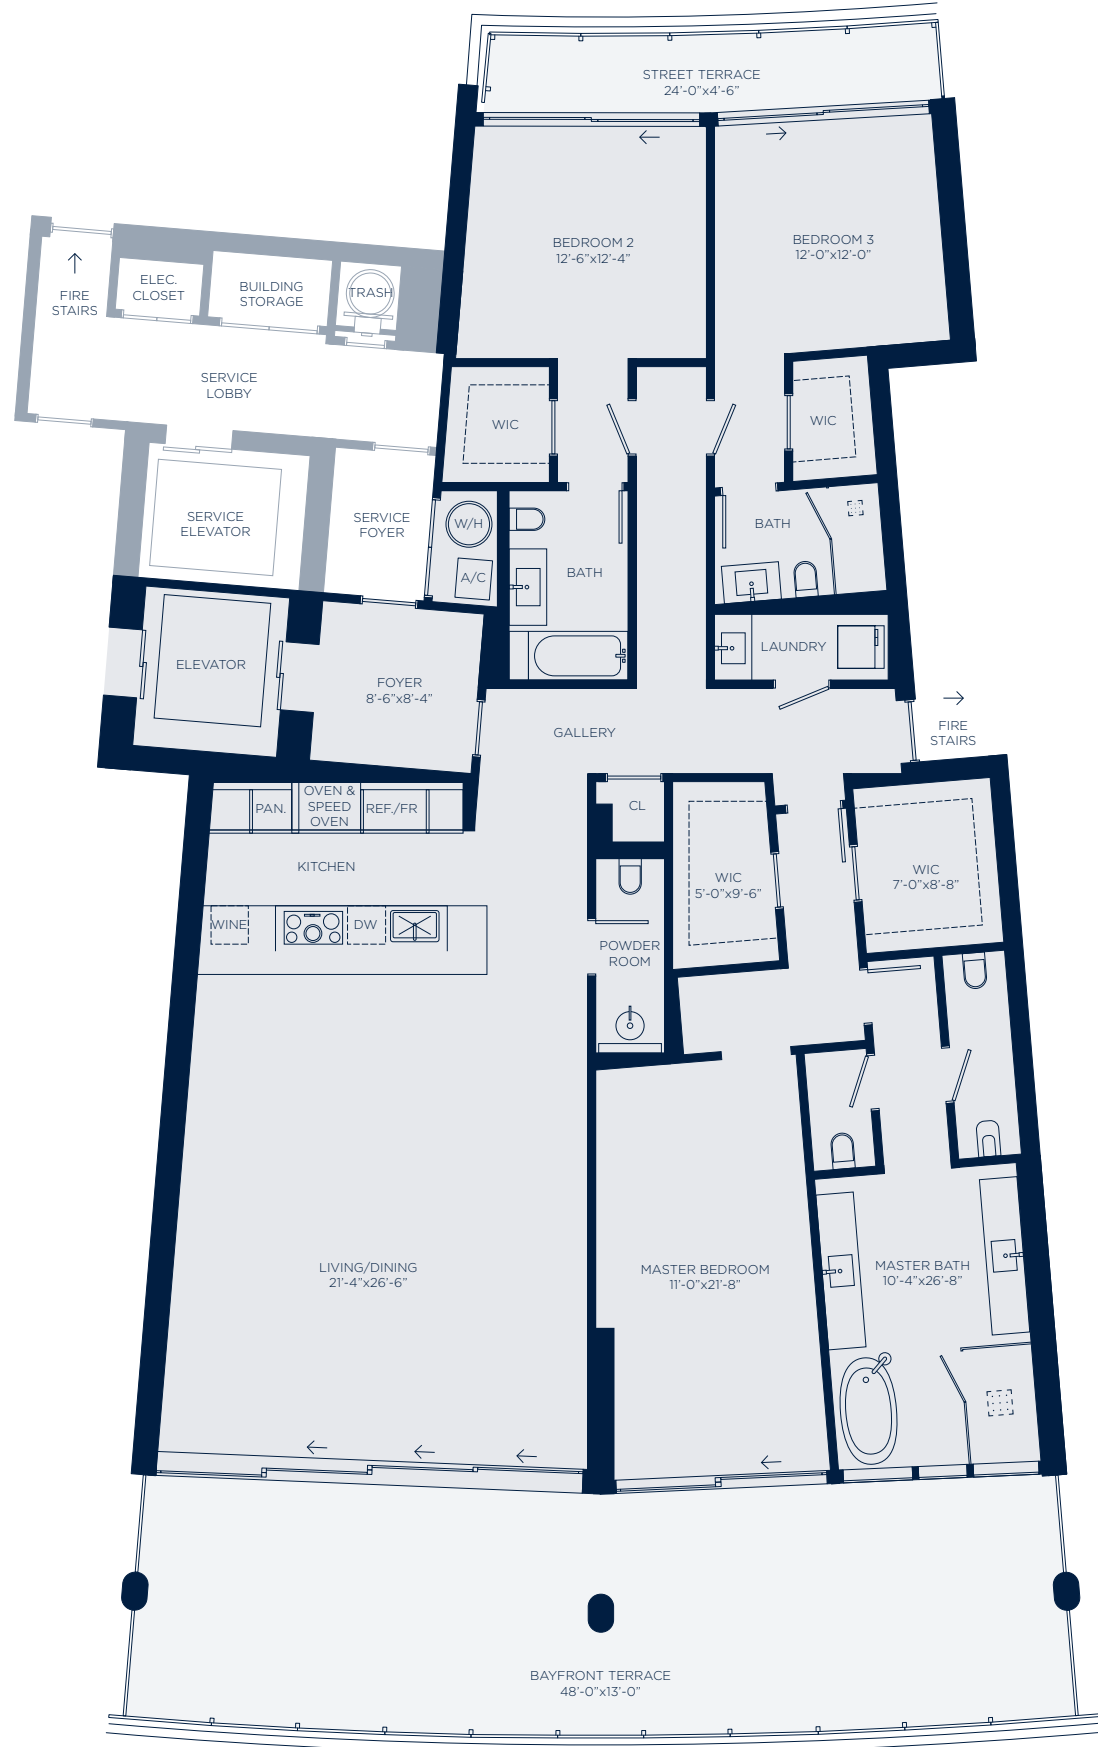 STREET TERRACE
24'-0"x4'-6"
BEDROOM 2
12'-6"x12'-4"
BEDROOM 3
12'-0"x12'-0"
FIRE
STAIRS
ELEC.
CLOSET
BUILDING
STORAGE
TRASH
SERVICE
LOBBY
WIC
WIC
SERVICE
ELEVATOR
SERVICE
FOYER
W/H
A/C
BATH
BATH
ELEVATOR
FOYER
8'-6"x8'-4"
LAUNDRY
GALLERY
FIRE
STAIRS
PAN.
OVEN &
SPEED
OVEN
REF./FR
CL
KITCHEN
WIC
5'-0"x9'-6"
WIC
7'-0"x8'-8"
WINE
DW
POWDER
ROOM
LIVING/DINING
21'-4"x26'-6"
MASTER BEDROOM
11'-0"x21'-8"
MASTER BATH
10'-4"x26'-8"
BAYFRONT TERRACE
48'-0"x13'-0"